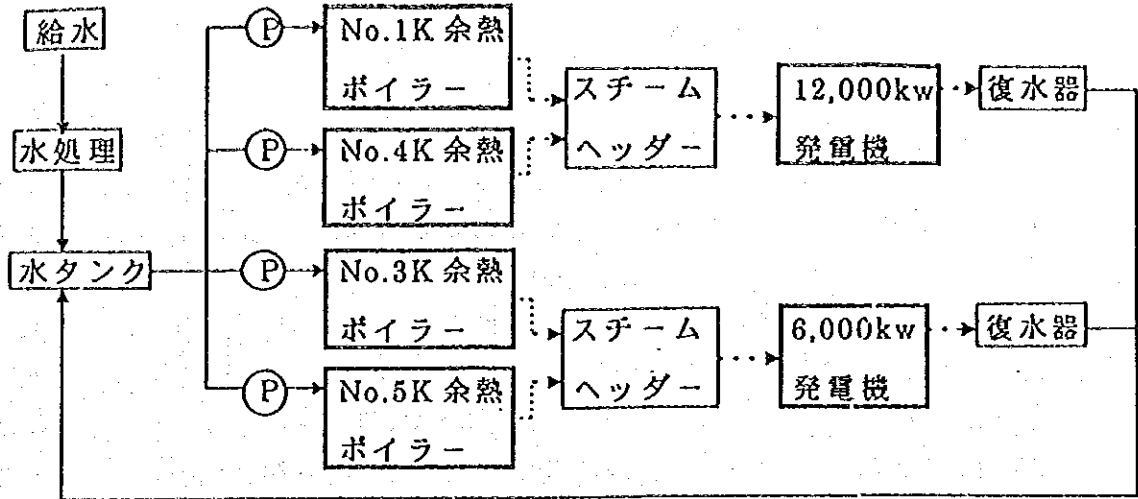 給水
水処理
水タンク
P
No.1K 余熱
ボイラー
P
No.4K 余熱
ボイラー
スチーム
ヘッダー
12,000kw
発電機
復水器
P
No.3K 余熱
ボイラー
P
No.5K 余熱
ボイラー
スチーム
ヘッダー
6,000kw
発電機
復水器